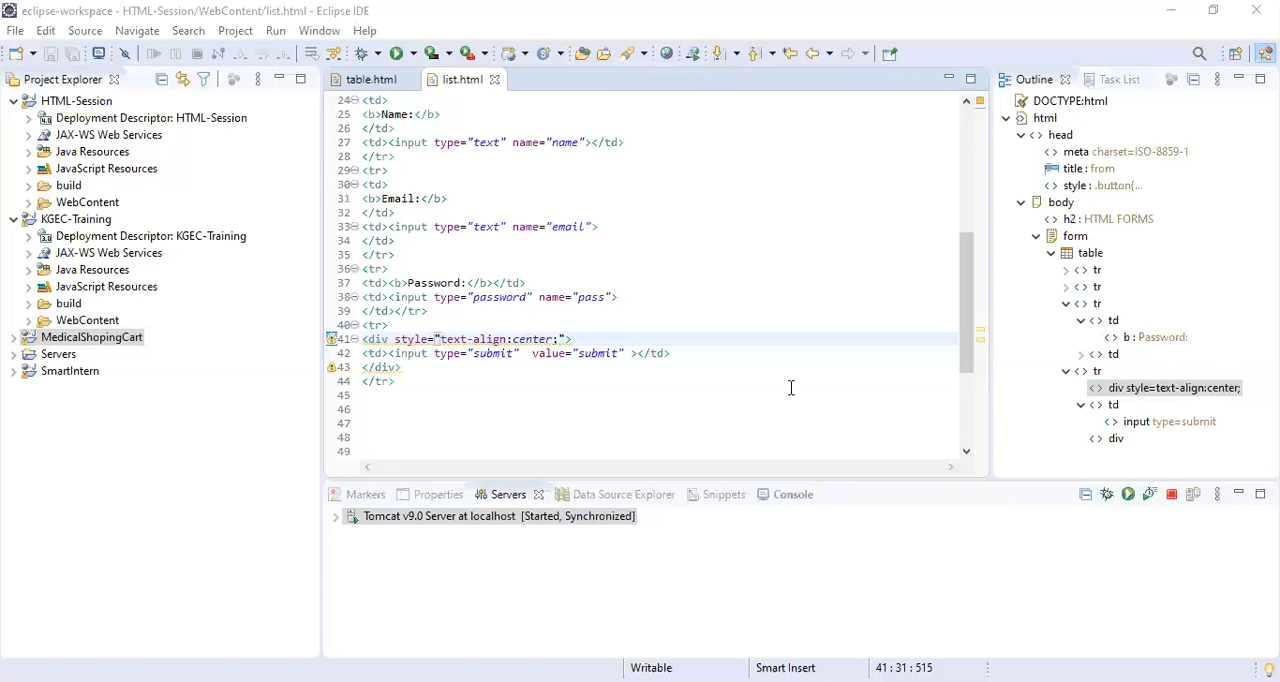 eclipse-workspace - HTML-Session/WebContent/list.html - Eclipse IDE
File Edit Source Navigate Search Project Run Window Help
Project Explorer
HTML-Session
Deployment Descriptor: HTML-Session
JAX-WS Web Services
Java Resources
JavaScript Resources
build
WebContent
KGEC-Training
Deployment Descriptor: KGEC-Training
JAX-WS Web Services
Java Resources
JavaScript Resources
build
WebContent
MedicalShopingCart
Servers
SmartIntern
table.html list.html
24 <td>
25 <b>Name:</b>
26 </td>
27 <td><input type="text" name="name"></td>
28 </tr>
29 <tr>
30 <td>
31 <b>Email:</b>
32 </td>
33 <td><input type="text" name="email">
34 </td>
35 </tr>
36 <tr>
37 <td><b>Password:</b></td>
38 <td><input type="password" name="pass">
39 </td></tr>
40 <tr>
41 <div style="text-align:center;">
42 <td><input type="submit"  value="submit" ></td>
43 </div>
44 </tr>
45
46
47
48
49
Outline Task List
DOCTYPE:html
html
head
meta charset=ISO-8859-1
title : from
style : .button{...
body
h2 : HTML FORMS
form
table
tr
tr
tr
td
b : Password:
td
tr
div style=text-align:center;
td
input type=submit
div
Markers Properties Servers Data Source Explorer Snippets Console
Tomcat v9.0 Server at localhost [Started, Synchronized]
Writable Smart Insert 41 : 31 : 515